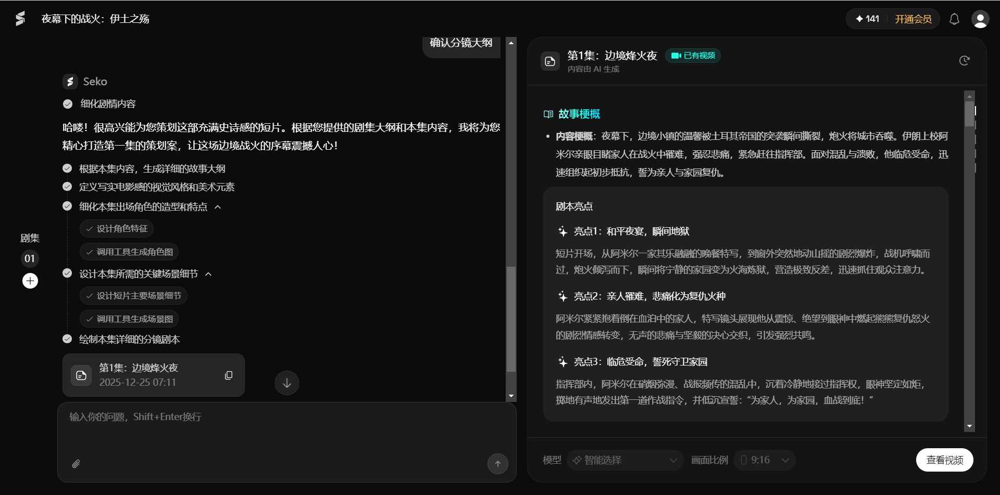 夜幕下的战火：伊土之殇
141
开通会员
确认分镜大纲
Seko
细化剧情内容
哈喽！很高兴能为您策划这部充满史诗感的短片。根据您提供的剧集大纲和本集内容，我将为您
精心打造第一集的策划案，让这场边境战火的序幕震撼人心！
根据本集内容，生成详细的故事大纲
定义写实电影感的视觉风格和美术元素
细化本集出场角色的造型和特点
设计角色特征
调用工具生成角色图
设计本集所需的关键场景细节
设计短片主要场景细节
调用工具生成场景图
绘制本集详细的分镜剧本
第1集：边境烽火夜
2025-12-25 07:11
剧集
01
输入你的问题，Shift+Enter换行
第1集：边境烽火夜
已有视频
内容由 AI 生成
故事梗概
• 内容梗概：夜幕下，边境小镇的温馨被土耳其帝国的突袭瞬间撕裂，炮火将城市吞噬。伊朗上校阿
米尔亲眼目睹家人在战火中罹难，强忍悲痛，紧急赶往指挥部。面对混乱与溃败，他临危受命，迅
速组织起初步抵抗，誓为亲人与家园复仇。
剧本亮点
亮点1：和平夜宴，瞬间地狱
短片开场，从阿米尔一家其乐融融的晚餐特写，到窗外突然地动山摇的剧烈爆炸，战机呼啸而
过，炮火倾泻而下，瞬间将宁静的家园变为火海炼狱，营造极致反差，迅速抓住观众注意力。
亮点2：亲人罹难，悲痛化为复仇火种
阿米尔紧紧抱着倒在血泊中的家人，特写镜头展现他从震惊、绝望到眼神中燃起熊熊复仇怒火
的剧烈情感转变，无声的悲痛与坚毅的决心交织，引发强烈共鸣。
亮点3：临危受命，誓死守卫家园
指挥部内，阿米尔在硝烟弥漫、战报频传的混乱中，沉着冷静地接过指挥权，眼神坚定如炬，
掷地有声地发出第一道作战指令，并低沉宣誓：“为家人，为家园，血战到底！”
模型
智能选择
画面比例
9:16
查看视频